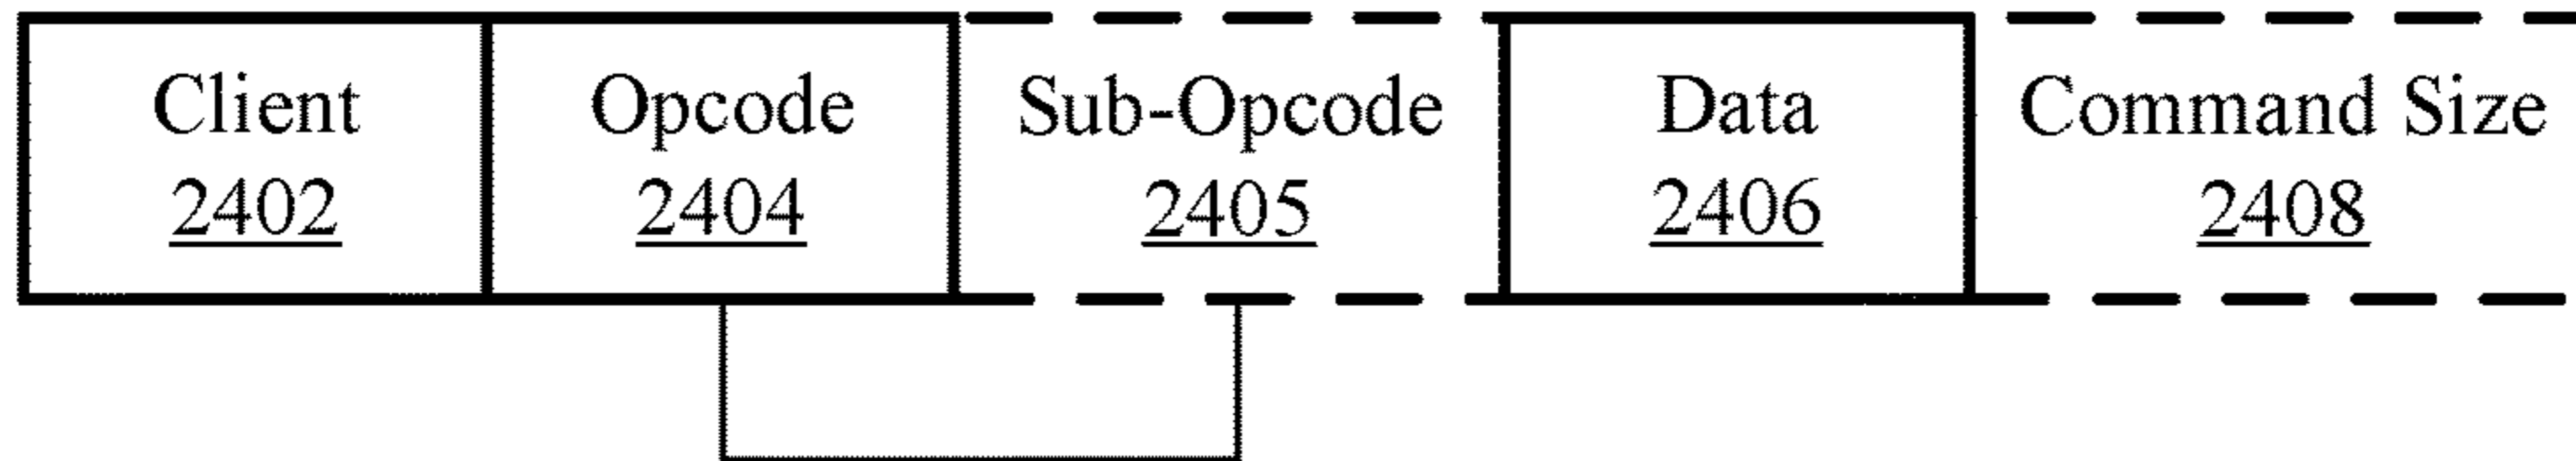 Client Opcode Sub-Opcode Data Command Size
2402 2404 2405 2406 2408